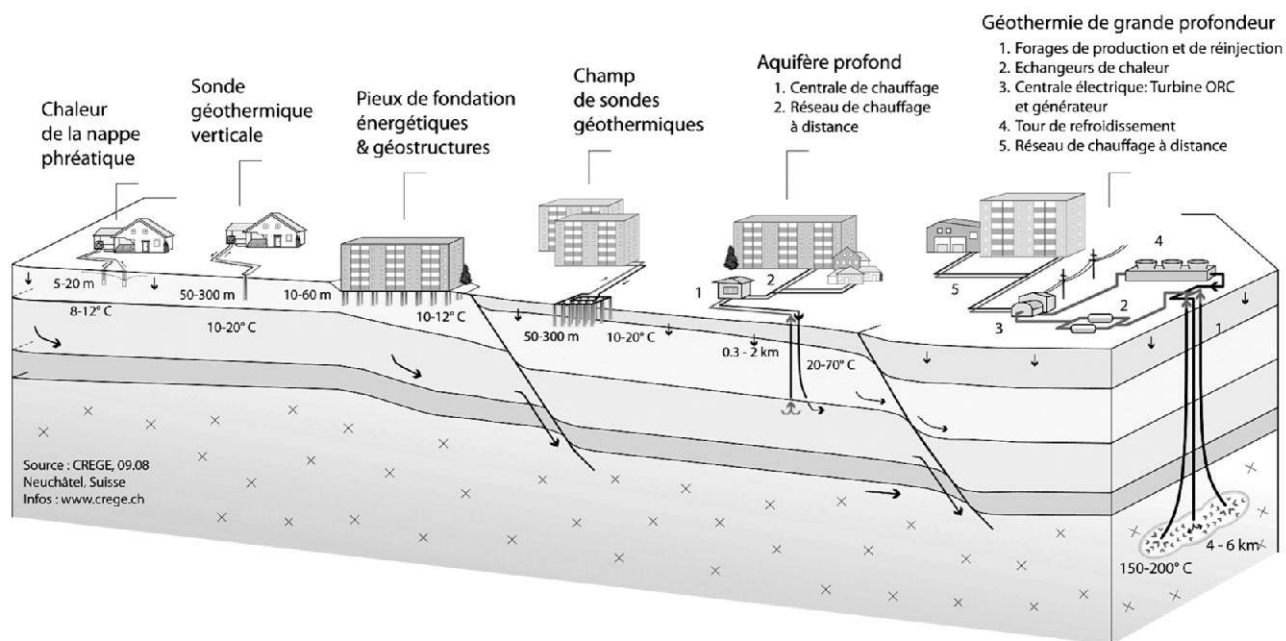 Géothermie de grande profondeur
1. Forages de production et de réinjection
2. Echangeurs de chaleur
3. Centrale électrique: Turbine ORC
et générateur
4. Tour de refroidissement
5. Réseau de chauffage à distance
Aquifère profond
1. Centrale de chauffage
2. Réseau de chauffage
à distance
Champ
de sondes
géothermiques
Pieux de fondation
énergétiques
& géostructures
Sonde
géothermique
verticale
Chaleur
de la nappe
phréatique
5-20 m
8-12° C
50-300 m
10-20° C
10-60 m
10-12° C
50-300 m
10-20° C
1
2
0.3 - 2 km
20-70° C
5
3
4
2
1
4 - 6 km
150-200° C
Source : CREGE, 09.08
Neuchâtel, Suisse
Infos : www.crege.ch